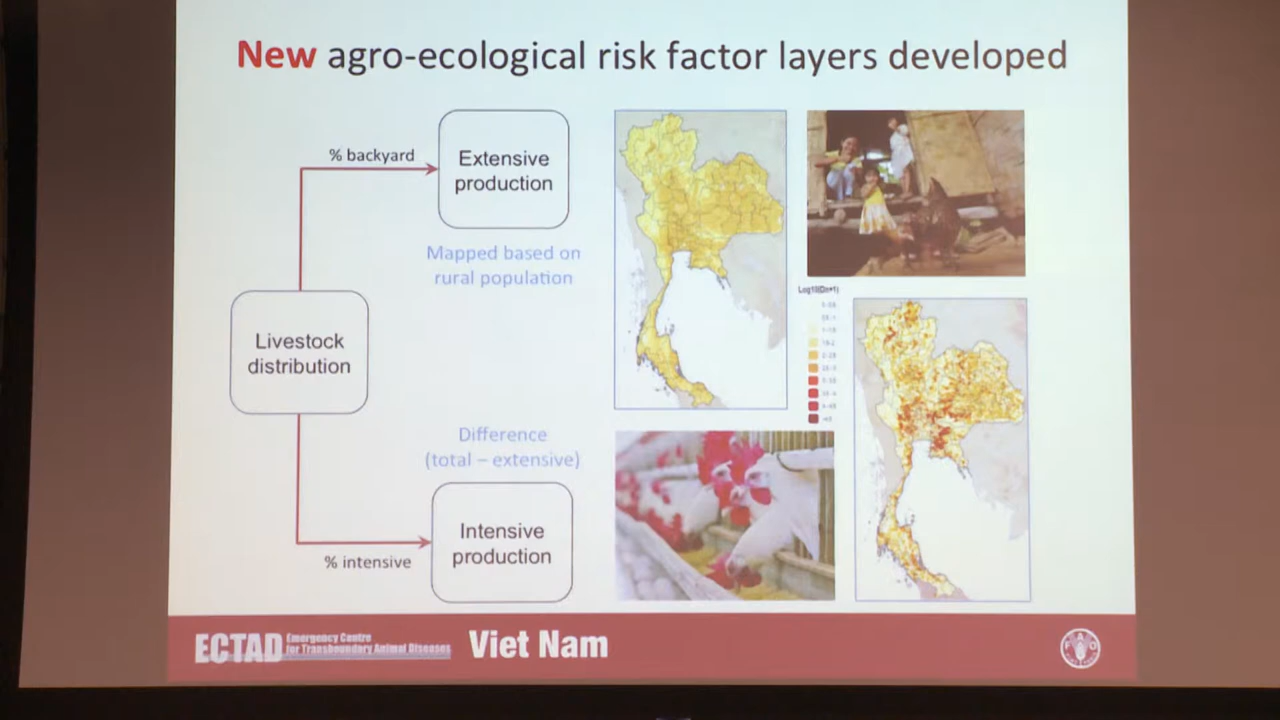 New agro-ecological risk factor layers developed
% backyard
Extensive
production
Mapped based on
rural population
Livestock
distribution
Difference
(total – extensive)
Intensive
production
% intensive
ECTAD
Emergency Centre
for Transboundary Animal Diseases
Viet Nam